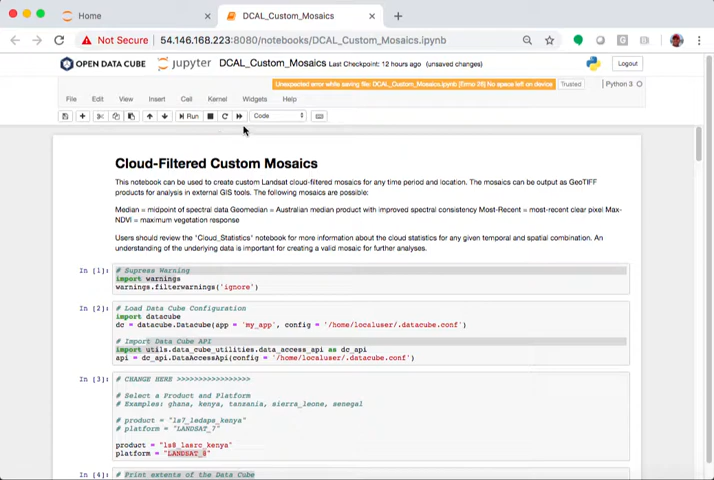 Home
DCAL_Custom_Mosaics
Not Secure 54.146.168.223:8080/notebooks/DCAL_Custom_Mosaics.ipynb
OPEN DATA CUBE jupyter DCAL_Custom_Mosaics Last Checkpoint: 12 hours ago (unsaved changes) Logout
Unexpected error while saving file: DCAL_Custom_Mosaics.ipynb [Errno 28] No space left on device Trusted Python 3
File Edit View Insert Cell Kernel Widgets Help
Run Code
Cloud-Filtered Custom Mosaics
This notebook can be used to create custom Landsat cloud-filtered mosaics for any time period and location. The mosaics can be output as GeoTIFF
products for analysis in external GIS tools. The following mosaics are possible:
Median = midpoint of spectral data Geomedian = Australian median product with improved spectral consistency Most-Recent = most-recent clear pixel Max-
NDVI = maximum vegetation response
Users should review the "Cloud_Statistics" notebook for more information about the cloud statistics for any given temporal and spatial combination. An
understanding of the underlying data is important for creating a valid mosaic for further analyses.
In [1]: # Supress Warning
import warnings
warnings.filterwarnings('ignore')
In [2]: # Load Data Cube Configuration
import datacube
dc = datacube.Datacube(app = 'my_app', config = '/home/localuser/.datacube.conf')
# Import Data Cube API
import utils.data_cube_utilities.data_access_api as dc_api
api = dc_api.DataAccessApi(config = '/home/localuser/.datacube.conf')
In [3]: # CHANGE HERE >>>>>>>>>>>>>>>>>
# Select a Product and Platform
# Examples: ghana, kenya, tanzania, sierra_leone, senegal
# product = "ls7_ledaps_kenya"
# platform = "LANDSAT_7"
product = "ls8_lasrc_kenya"
platform = "LANDSAT_8"
In [4]: # Print extents of the Data Cube